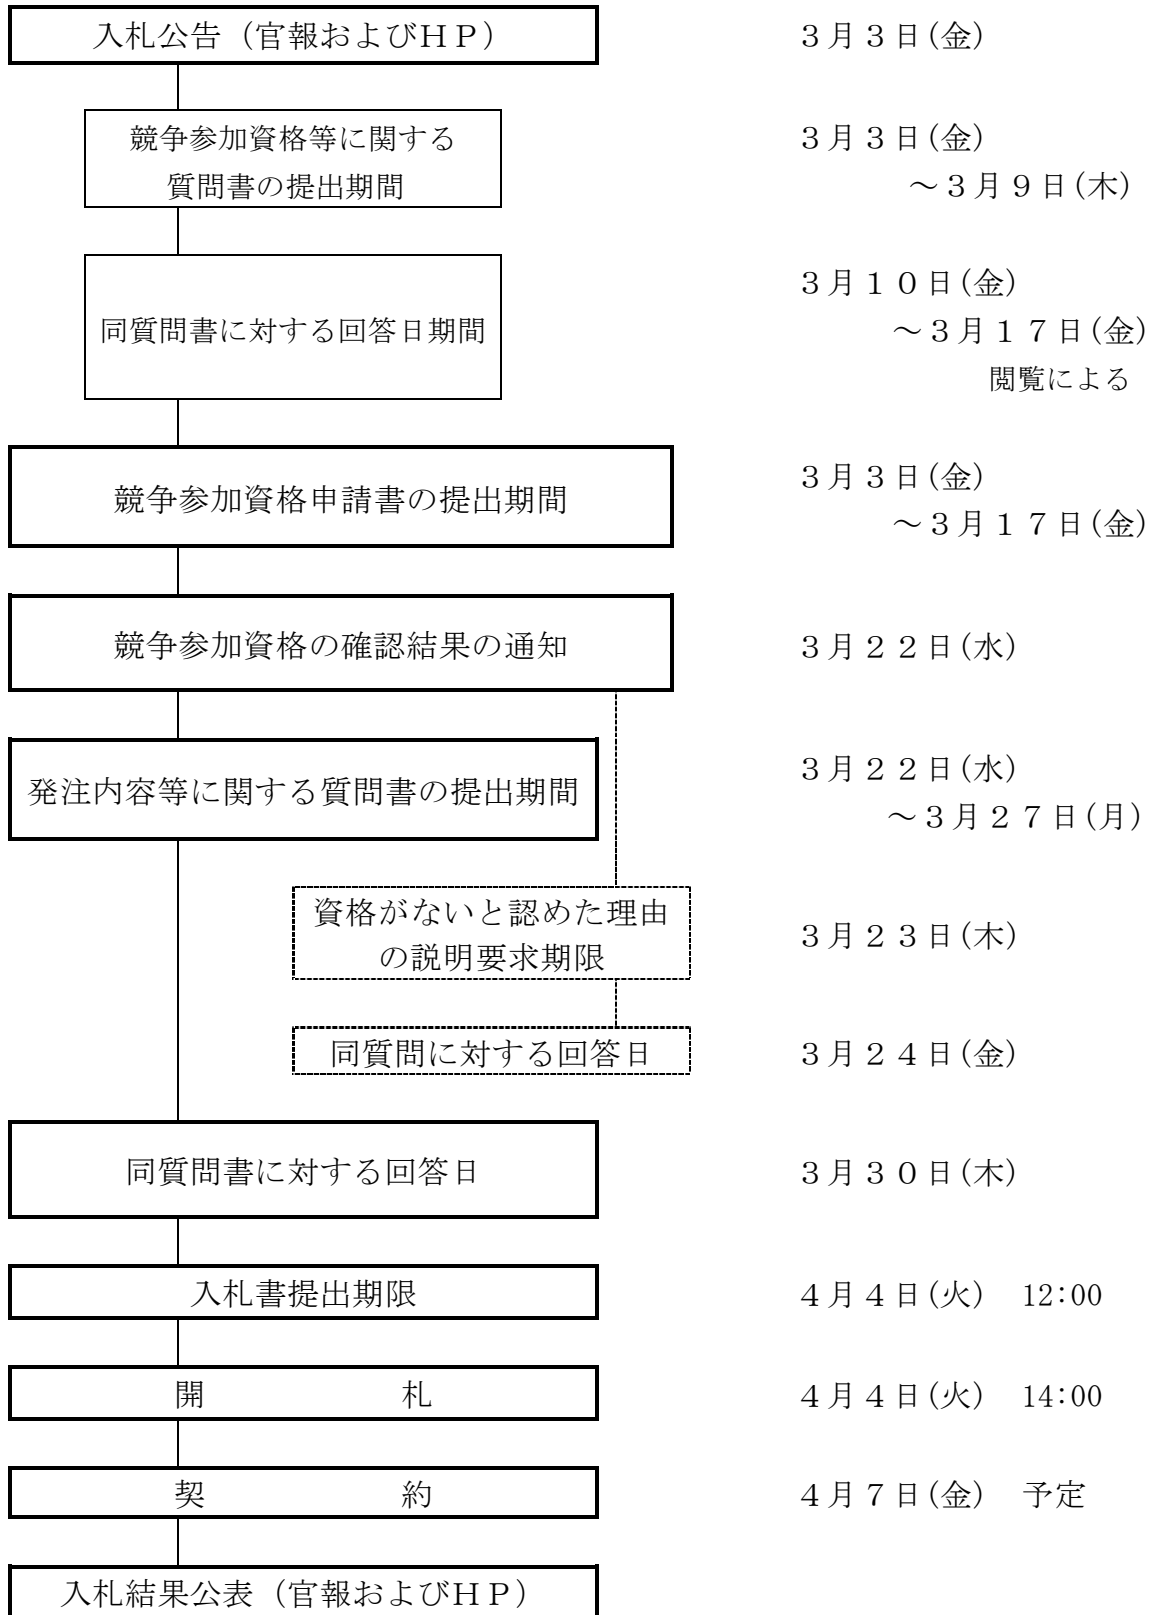 入札公告（官報およびＨＰ）　３月３日(金)
競争参加資格等に関する　３月３日(金)
質問書の提出期間　～３月９日(木)
３月１０日(金)
同質問書に対する回答日期間　～３月１７日(金)
閲覧による
競争参加資格申請書の提出期間　３月３日(金)
～３月１７日(金)
競争参加資格の確認結果の通知　３月２２日(水)
発注内容等に関する質問書の提出期間　３月２２日(水)
～３月２７日(月)
資格がないと認めた理由
の説明要求期限　３月２３日(木)
同質問に対する回答日　３月２４日(金)
同質問書に対する回答日　３月３０日(木)
入札書提出期限　４月４日(火)　12:00
開　札　４月４日(火)　14:00
契　約　４月７日(金)　予定
入札結果公表（官報およびＨＰ）